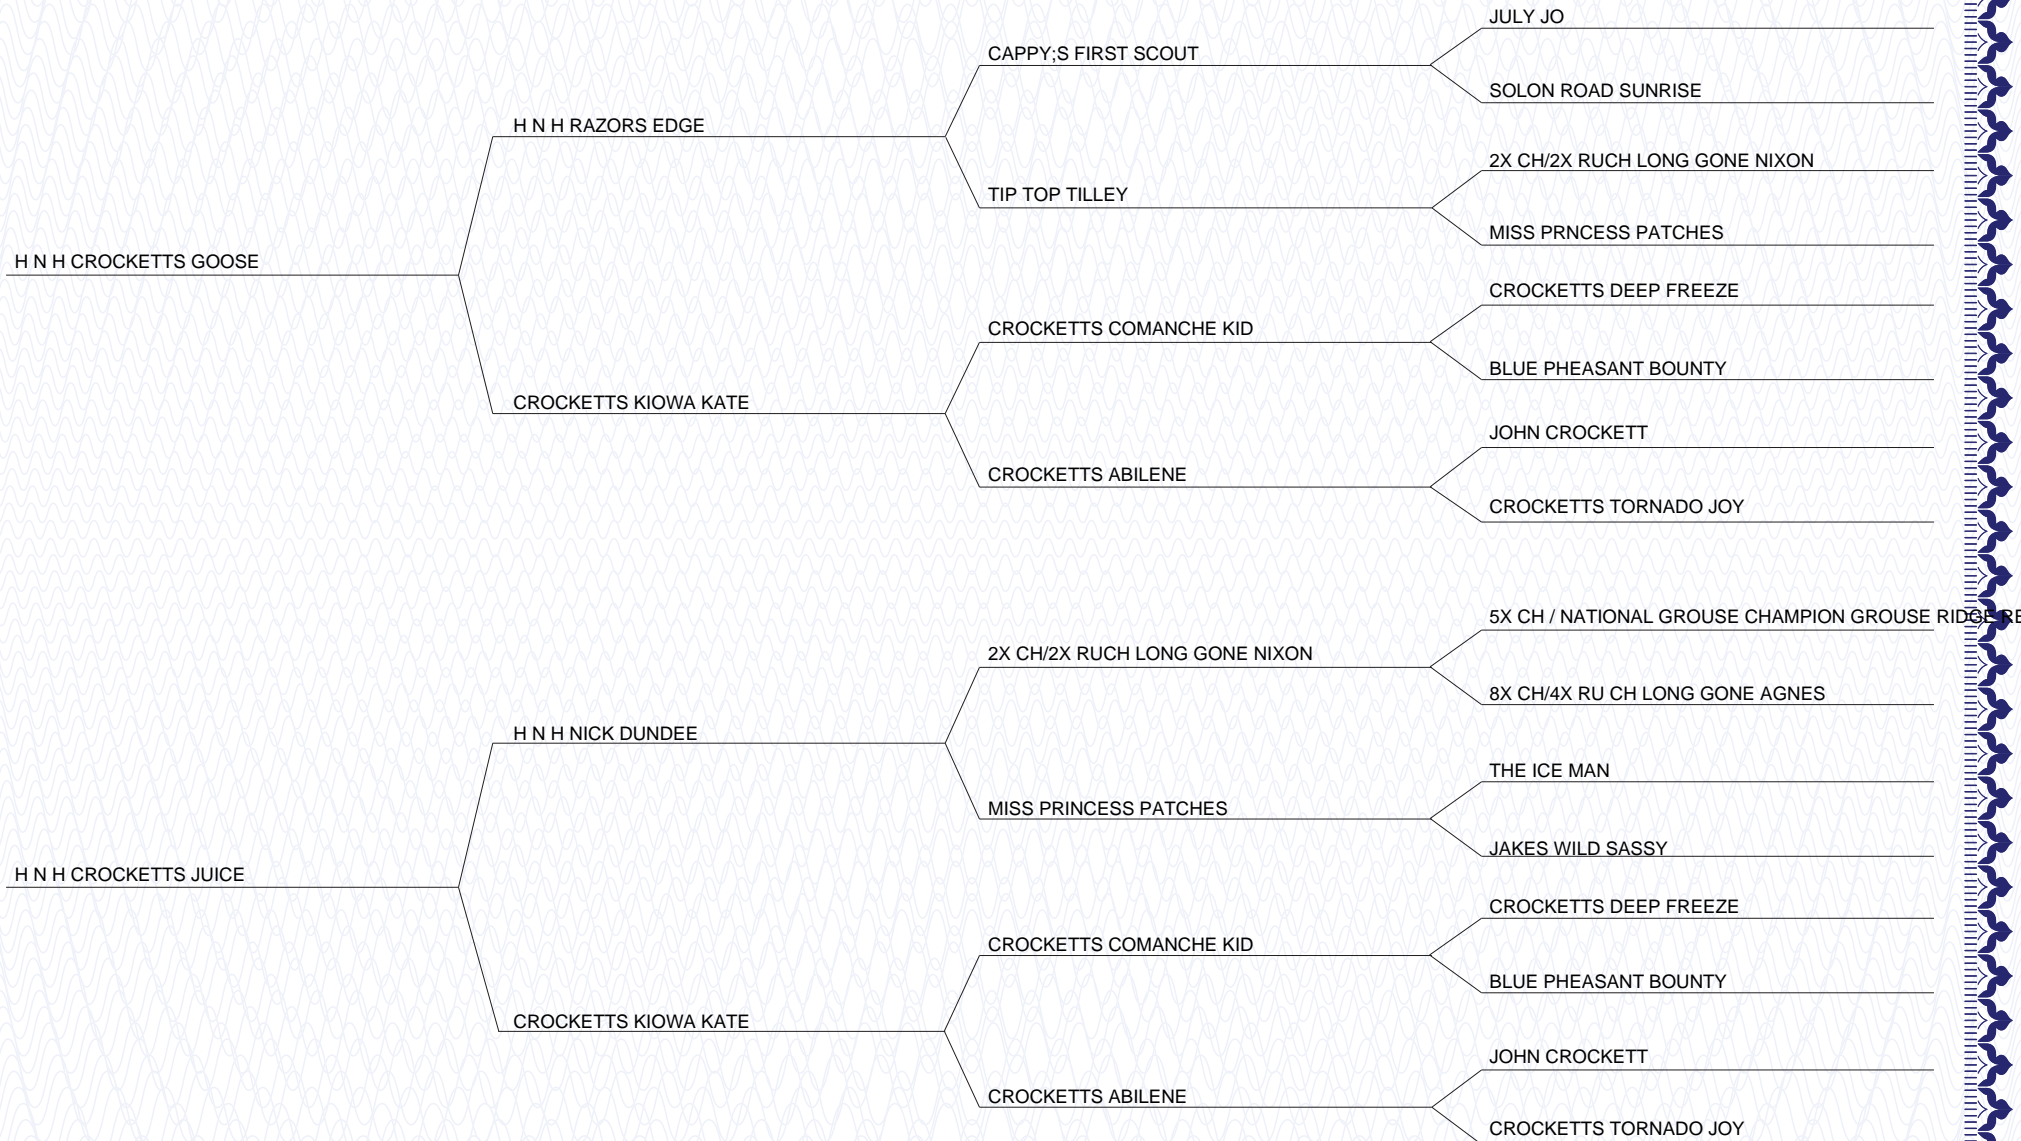 JULY JO
CAPPY;S FIRST SCOUT
SOLON ROAD SUNRISE
H N H RAZORS EDGE
2X CH/2X RUCH LONG GONE NIXON
TIP TOP TILLEY
MISS PRNCESS PATCHES
H N H CROCKETTS GOOSE
CROCKETTS DEEP FREEZE
CROCKETTS COMANCHE KID
BLUE PHEASANT BOUNTY
CROCKETTS KIOWA KATE
JOHN CROCKETT
CROCKETTS ABILENE
CROCKETTS TORNADO JOY
5X CH / NATIONAL GROUSE CHAMPION GROUSE RIDGE RE
2X CH/2X RUCH LONG GONE NIXON
8X CH/4X RU CH LONG GONE AGNES
H N H NICK DUNDEE
THE ICE MAN
MISS PRINCESS PATCHES
JAKES WILD SASSY
H N H CROCKETTS JUICE
CROCKETTS DEEP FREEZE
CROCKETTS COMANCHE KID
BLUE PHEASANT BOUNTY
CROCKETTS KIOWA KATE
JOHN CROCKETT
CROCKETTS ABILENE
CROCKETTS TORNADO JOY